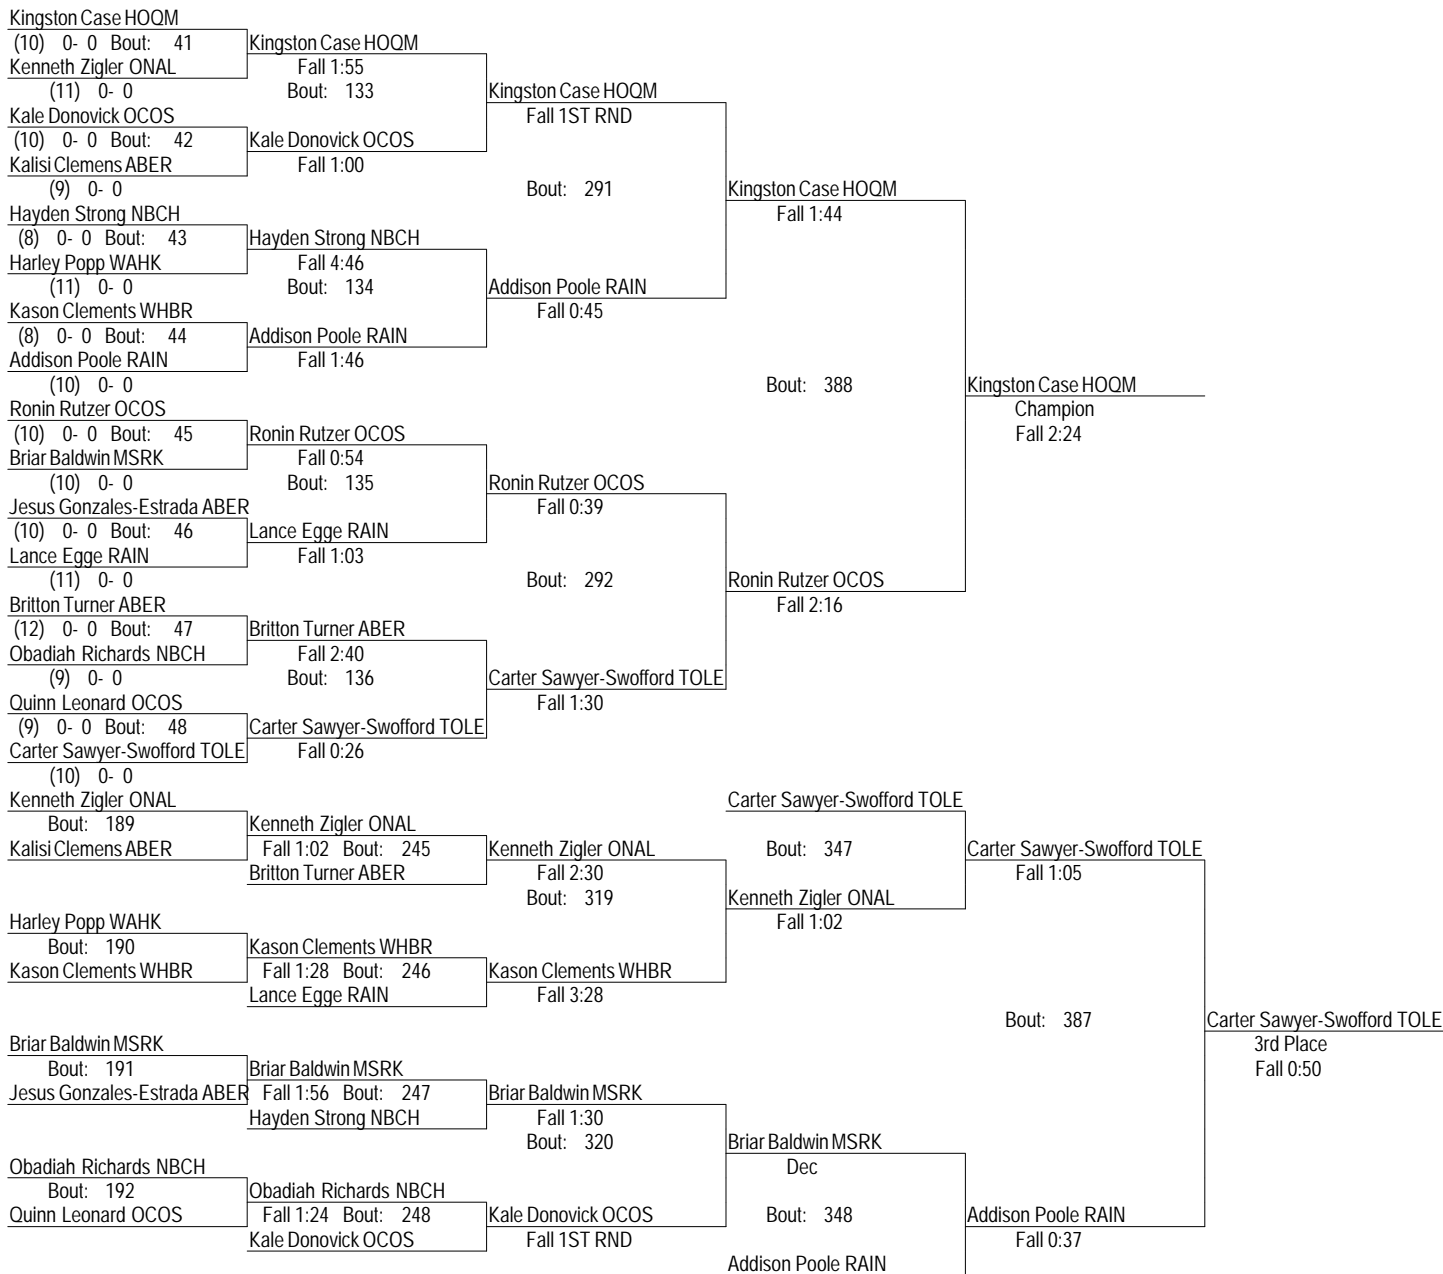 Kingston Case HOQM
(10) 0- 0 Bout: 41 Kingston Case HOQM
Kenneth Zigler ONAL Fall 1:55
(11) 0- 0 Bout: 133 Kingston Case HOQM
Kale Donovick OCOS Fall 1ST RND
(10) 0- 0 Bout: 42 Kale Donovick OCOS
Kalisi Clemens ABER Fall 1:00
(9) 0- 0 Bout: 291 Kingston Case HOQM
Hayden Strong NBCH Fall 1:44
(8) 0- 0 Bout: 43 Hayden Strong NBCH
Harley Popp WAHK Fall 4:46
(11) 0- 0 Bout: 134 Addison Poole RAIN
Kason Clements WHBR Fall 0:45
(8) 0- 0 Bout: 44 Addison Poole RAIN
Addison Poole RAIN Fall 1:46
(10) 0- 0 Bout: 388 Kingston Case HOQM
Ronin Rutzer OCOS Champion
(10) 0- 0 Bout: 45 Ronin Rutzer OCOS Fall 2:24
Briar Baldwin MSRK Fall 0:54
(10) 0- 0 Bout: 135 Ronin Rutzer OCOS
Jesus Gonzales-Estrada ABER Fall 0:39
(10) 0- 0 Bout: 46 Lance Egge RAIN
Lance Egge RAIN Fall 1:03
(11) 0- 0 Bout: 292 Ronin Rutzer OCOS
Britton Turner ABER Fall 2:16
(12) 0- 0 Bout: 47 Britton Turner ABER
Obadiah Richards NBCH Fall 2:40
(9) 0- 0 Bout: 136 Carter Sawyer-Swofford TOLE
Quinn Leonard OCOS Fall 1:30
(9) 0- 0 Bout: 48 Carter Sawyer-Swofford TOLE
Carter Sawyer-Swofford TOLE Fall 0:26
(10) 0- 0
Kenneth Zigler ONAL Carter Sawyer-Swofford TOLE
Bout: 189 Kenneth Zigler ONAL
Kalisi Clemens ABER Fall 1:02 Bout: 245 Kenneth Zigler ONAL Bout: 347 Carter Sawyer-Swofford TOLE
Britton Turner ABER Fall 2:30 Fall 1:05
Bout: 319 Kenneth Zigler ONAL
Harley Popp WAHK Fall 1:02
Bout: 190 Kason Clements WHBR
Kason Clements WHBR Fall 1:28 Bout: 246 Kason Clements WHBR
Lance Egge RAIN Fall 3:28
Bout: 387 Carter Sawyer-Swofford TOLE
Briar Baldwin MSRK 3rd Place
Bout: 191 Briar Baldwin MSRK Fall 0:50
Jesus Gonzales-Estrada ABER Fall 1:56 Bout: 247 Briar Baldwin MSRK
Hayden Strong NBCH Fall 1:30
Bout: 320 Briar Baldwin MSRK
Obadiah Richards NBCH Dec
Bout: 192 Obadiah Richards NBCH
Quinn Leonard OCOS Fall 1:24 Bout: 248 Kale Donovick OCOS Bout: 348 Addison Poole RAIN
Kale Donovick OCOS Fall 1ST RND Fall 0:37
Addison Poole RAIN